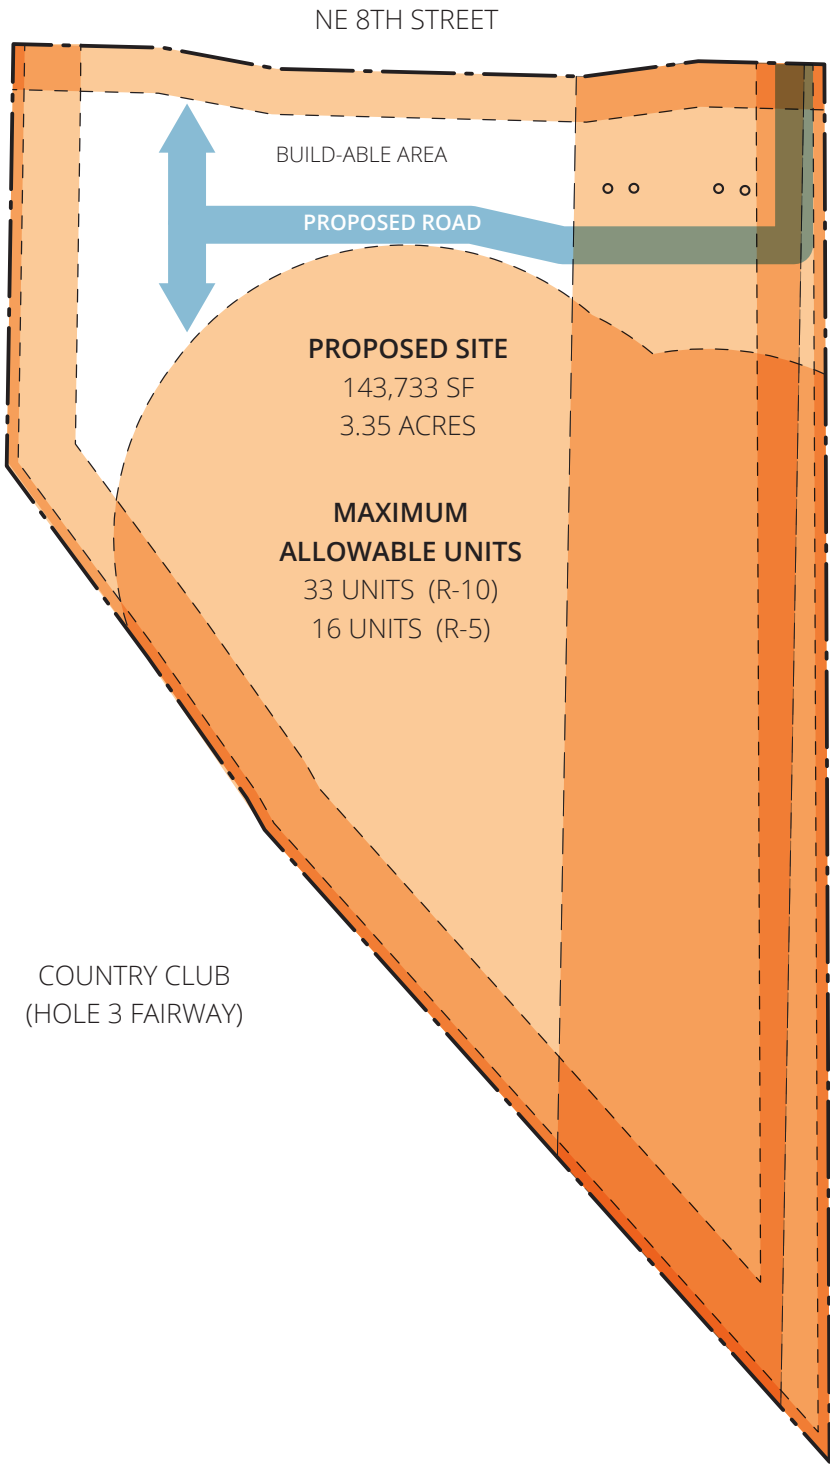 NE 8TH STREET
BUILD-ABLE AREA
PROPOSED ROAD
PROPOSED SITE
143,733 SF
3.35 ACRES
MAXIMUM
ALLOWABLE UNITS
33 UNITS (R-10)
16 UNITS (R-5)
COUNTRY CLUB
(HOLE 3 FAIRWAY)